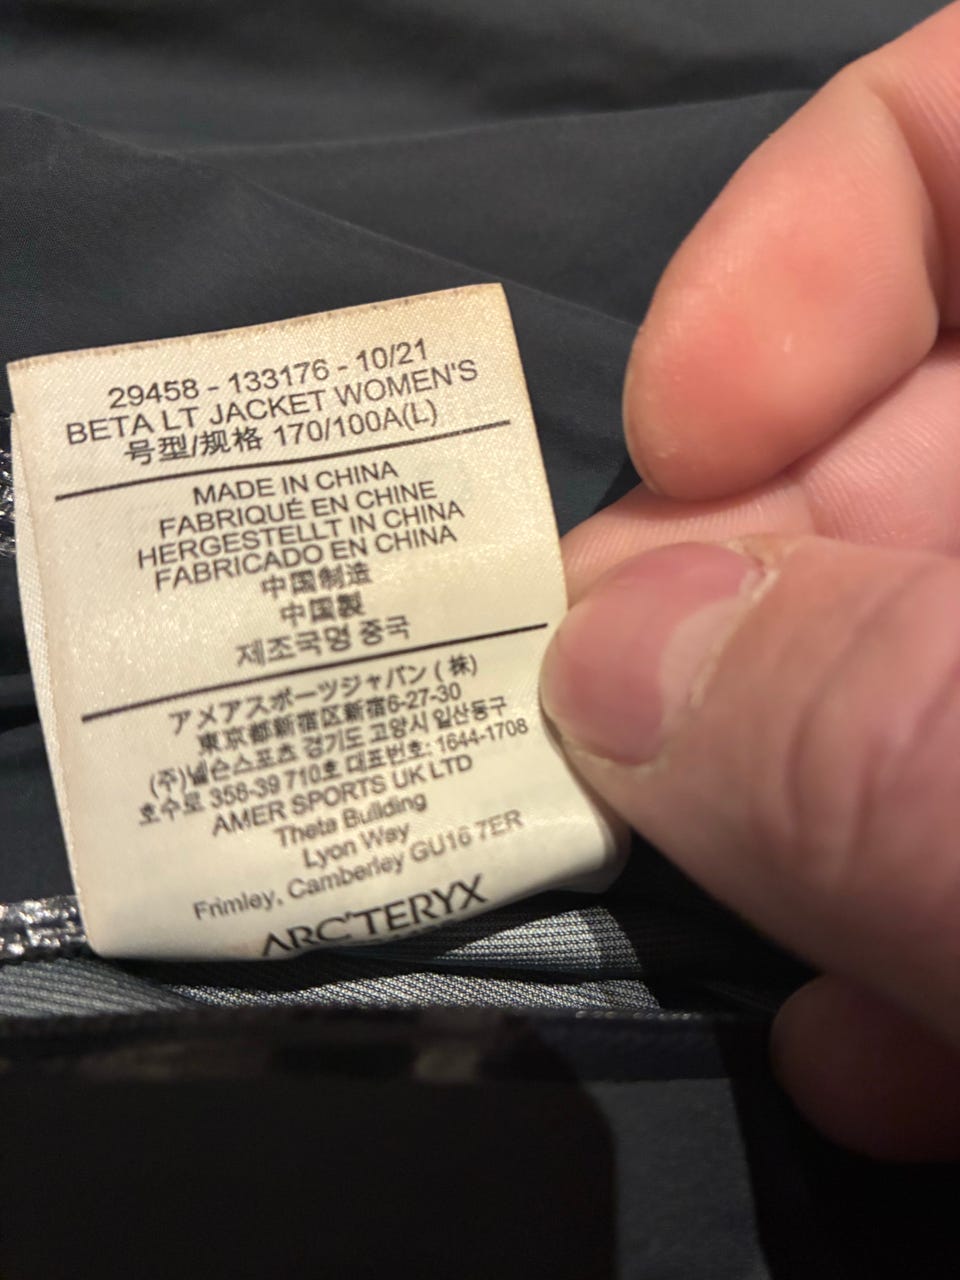 29458 - 133176 - 10/21
BETA LT JACKET WOMEN'S
号型/规格 170/100A(L)
MADE IN CHINA
FABRIQUÉ EN CHINE
HERGESTELLT IN CHINA
FABRICADO EN CHINA
中国制造
中国製
제조국명 중국
アメアスポーツジャパン ( 株)
東京都新宿区新宿6-27-30
(주)넬슨스포츠 경기도 고양시 일산동구
호수로 358-39 710호 대표번호: 1644-1708
AMER SPORTS UK LTD
Theta Building
Lyon Way
Frimley, Camberley GU16 7ER
ARC'TERYX